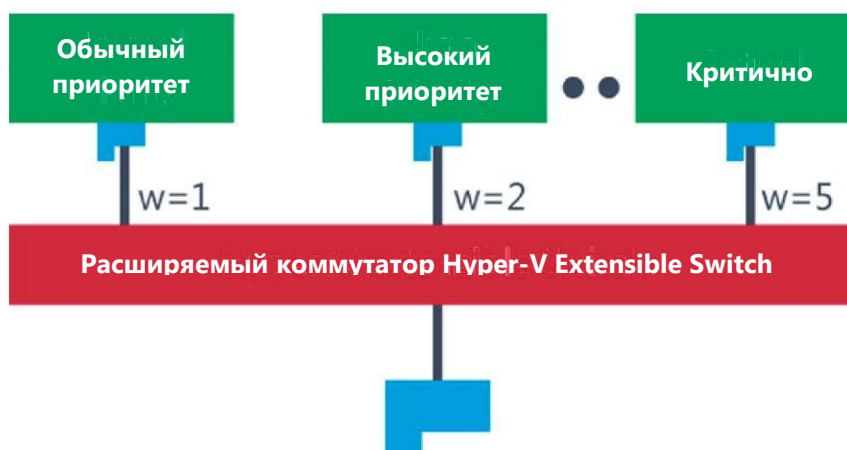 Обычный
приоритет
Высокий
приоритет
Критично
w=1
w=2
w=5
Расширяемый коммутатор Hyper-V Extensible Switch